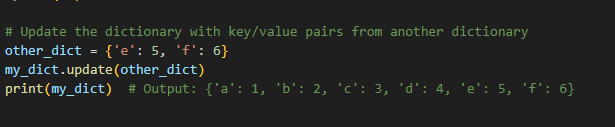 # Update the dictionary with key/value pairs from another dictionary
other_dict = {'e': 5, 'f': 6}
my_dict.update(other_dict)
print(my_dict)  # Output: {'a': 1, 'b': 2, 'c': 3, 'd': 4, 'e': 5, 'f': 6}